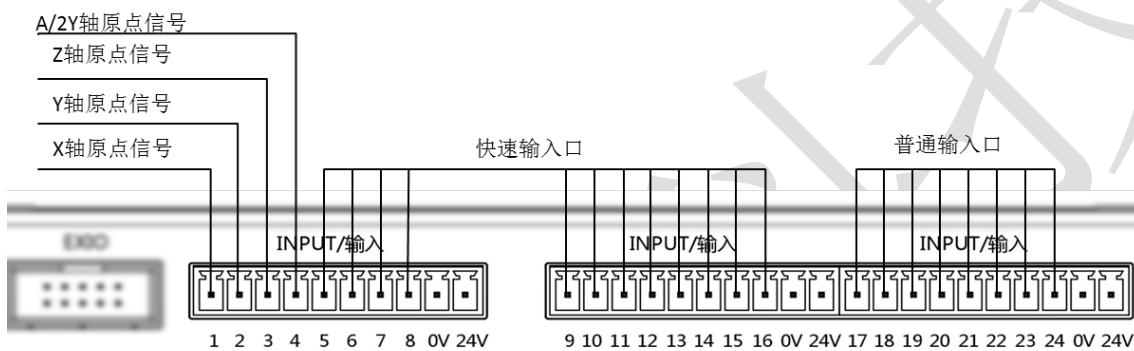 A/2Y轴原点信号
Z轴原点信号
Y轴原点信号
X轴原点信号
快速输入口
普通输入口
EXIO
INPUT/输入
INPUT/输入
INPUT/输入
1 2 3 4 5 6 7 8 0V 24V
9 10 11 12 13 14 15 16 0V 24V 17 18 19 20 21 22 23 24 0V 24V